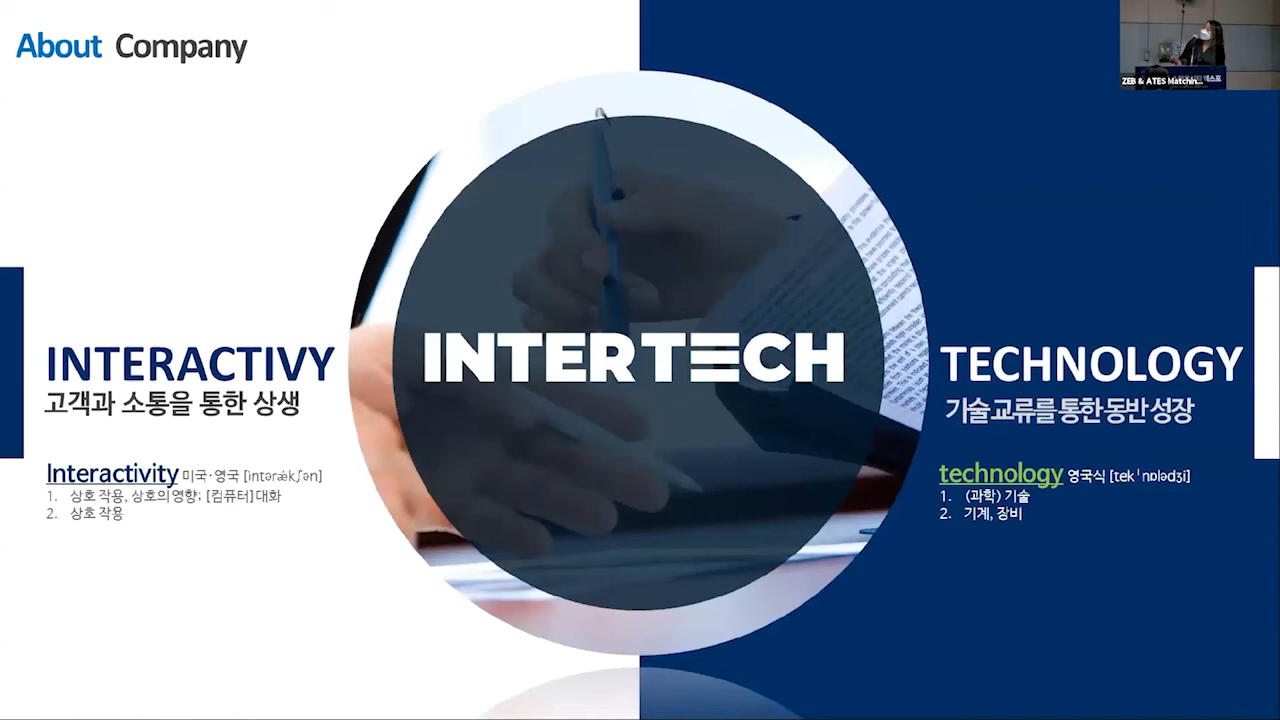 About Company
ZEB & ATES Matchin...
INTERTECH
INTERACTIVY
고객과 소통을 통한 상생
Interactivity 미국·영국 [ìntərǽk,ʃən]
1. 상호 작용, 상호의 영향; [컴퓨터] 대화
2. 상호 작용
TECHNOLOGY
기술 교류를 통한 동반 성장
technology 영국식 [tekˈnɒlədʒi]
1. (과학) 기술
2. 기계, 장비